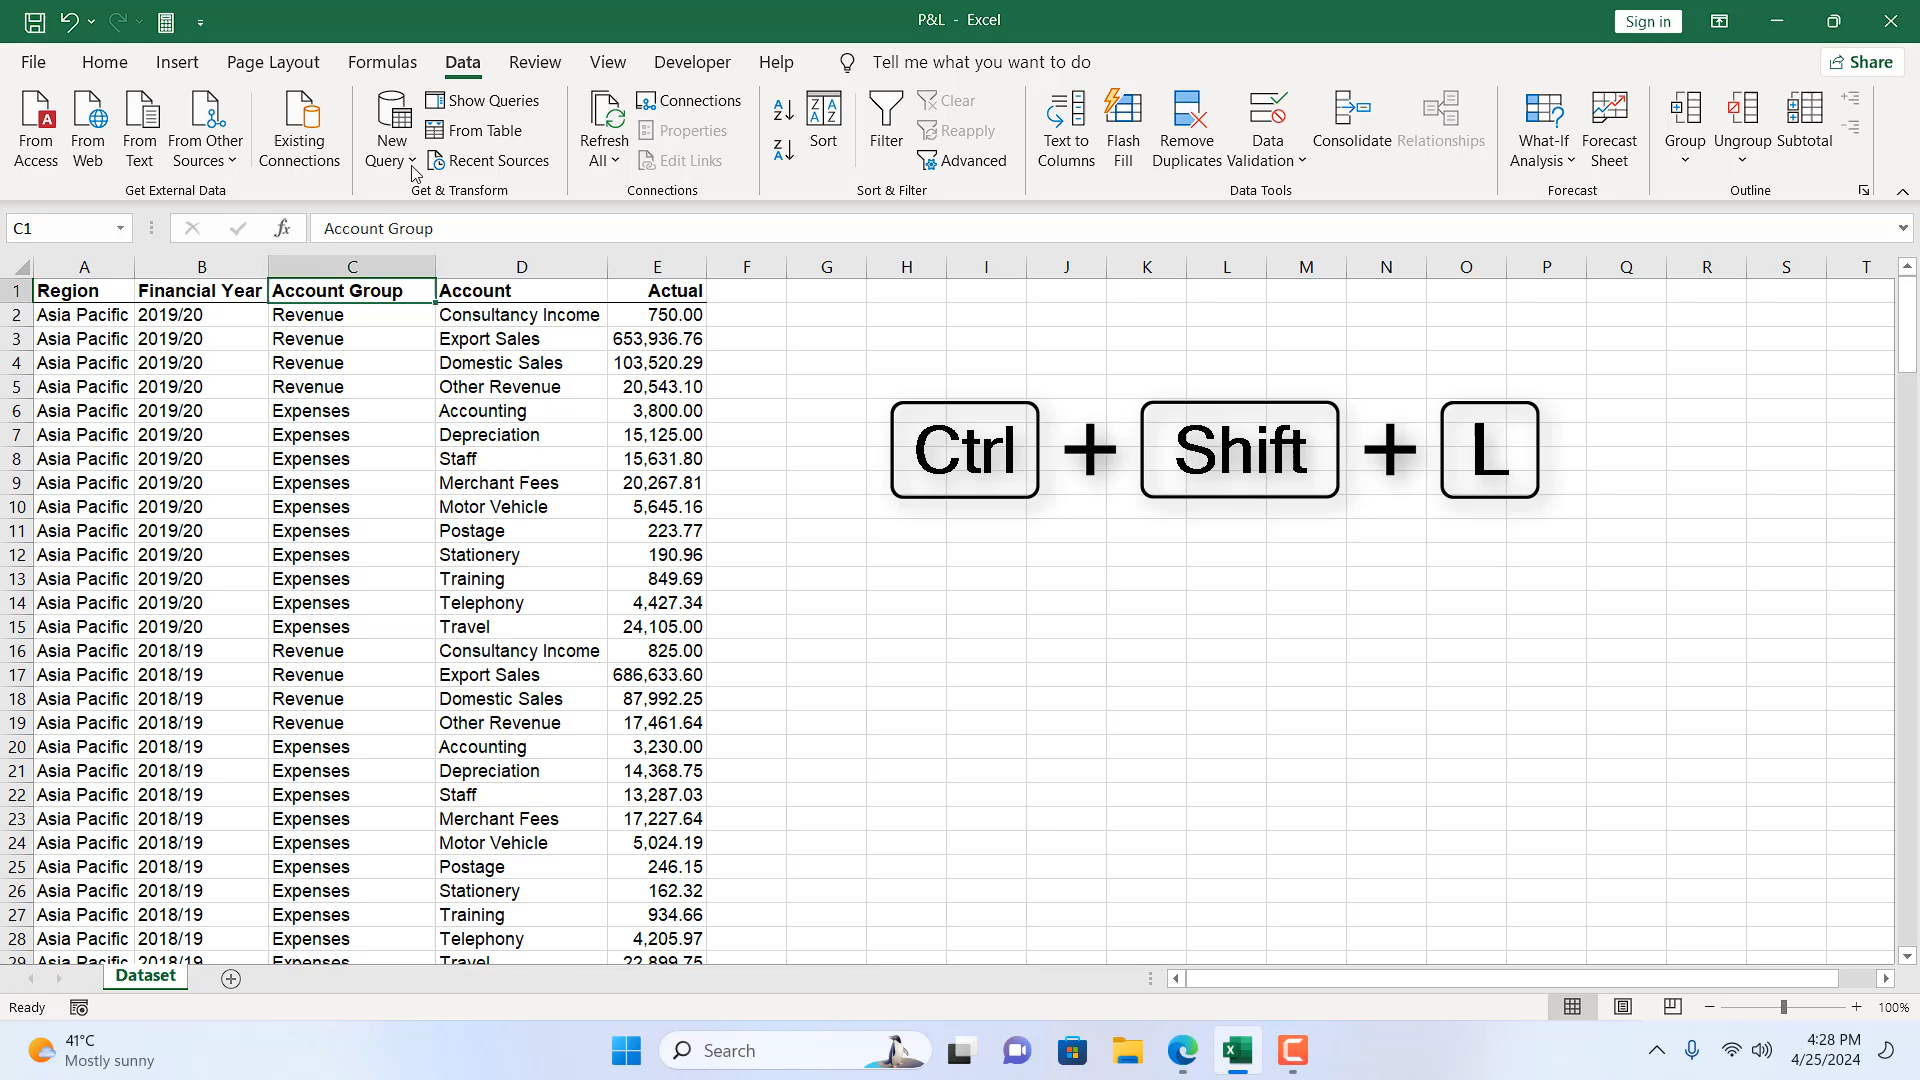 P&L - Excel
Sign in
File Home Insert Page Layout Formulas Data Review View Developer Help Tell me what you want to do Share
From Access
From Web
From Text
From Other Sources
Existing Connections
Get External Data
New Query
Show Queries
From Table
Recent Sources
Get & Transform
Refresh All
Connections
Properties
Edit Links
Connections
Sort
Filter
Clear
Reapply
Advanced
Sort & Filter
Text to Columns
Flash Fill
Remove Duplicates
Data Validation
Consolidate
Relationships
Data Tools
What-If Analysis
Forecast Sheet
Forecast
Group
Ungroup
Subtotal
Outline
C1 fx Account Group
A B C D E F G H I J K L M N O P Q R S T
1 Region Financial Year Account Group Account Actual
2 Asia Pacific 2019/20 Revenue Consultancy Income 750.00
3 Asia Pacific 2019/20 Revenue Export Sales 653,936.76
4 Asia Pacific 2019/20 Revenue Domestic Sales 103,520.29
5 Asia Pacific 2019/20 Revenue Other Revenue 20,543.10
6 Asia Pacific 2019/20 Expenses Accounting 3,800.00
7 Asia Pacific 2019/20 Expenses Depreciation 15,125.00
8 Asia Pacific 2019/20 Expenses Staff 15,631.80
9 Asia Pacific 2019/20 Expenses Merchant Fees 20,267.81
10 Asia Pacific 2019/20 Expenses Motor Vehicle 5,645.16
11 Asia Pacific 2019/20 Expenses Postage 223.77
12 Asia Pacific 2019/20 Expenses Stationery 190.96
13 Asia Pacific 2019/20 Expenses Training 849.69
14 Asia Pacific 2019/20 Expenses Telephony 4,427.34
15 Asia Pacific 2019/20 Expenses Travel 24,105.00
16 Asia Pacific 2018/19 Revenue Consultancy Income 825.00
17 Asia Pacific 2018/19 Revenue Export Sales 686,633.60
18 Asia Pacific 2018/19 Revenue Domestic Sales 87,992.25
19 Asia Pacific 2018/19 Revenue Other Revenue 17,461.64
20 Asia Pacific 2018/19 Expenses Accounting 3,230.00
21 Asia Pacific 2018/19 Expenses Depreciation 14,368.75
22 Asia Pacific 2018/19 Expenses Staff 13,287.03
23 Asia Pacific 2018/19 Expenses Merchant Fees 17,227.64
24 Asia Pacific 2018/19 Expenses Motor Vehicle 5,024.19
25 Asia Pacific 2018/19 Expenses Postage 246.15
26 Asia Pacific 2018/19 Expenses Stationery 162.32
27 Asia Pacific 2018/19 Expenses Training 934.66
28 Asia Pacific 2018/19 Expenses Telephony 4,205.97
29 Asia Pacific 2018/19 Expenses Travel 22,899.75
Ctrl + Shift + L
Dataset
Ready
100%
41°C
Mostly sunny
Search
4:28 PM
4/25/2024